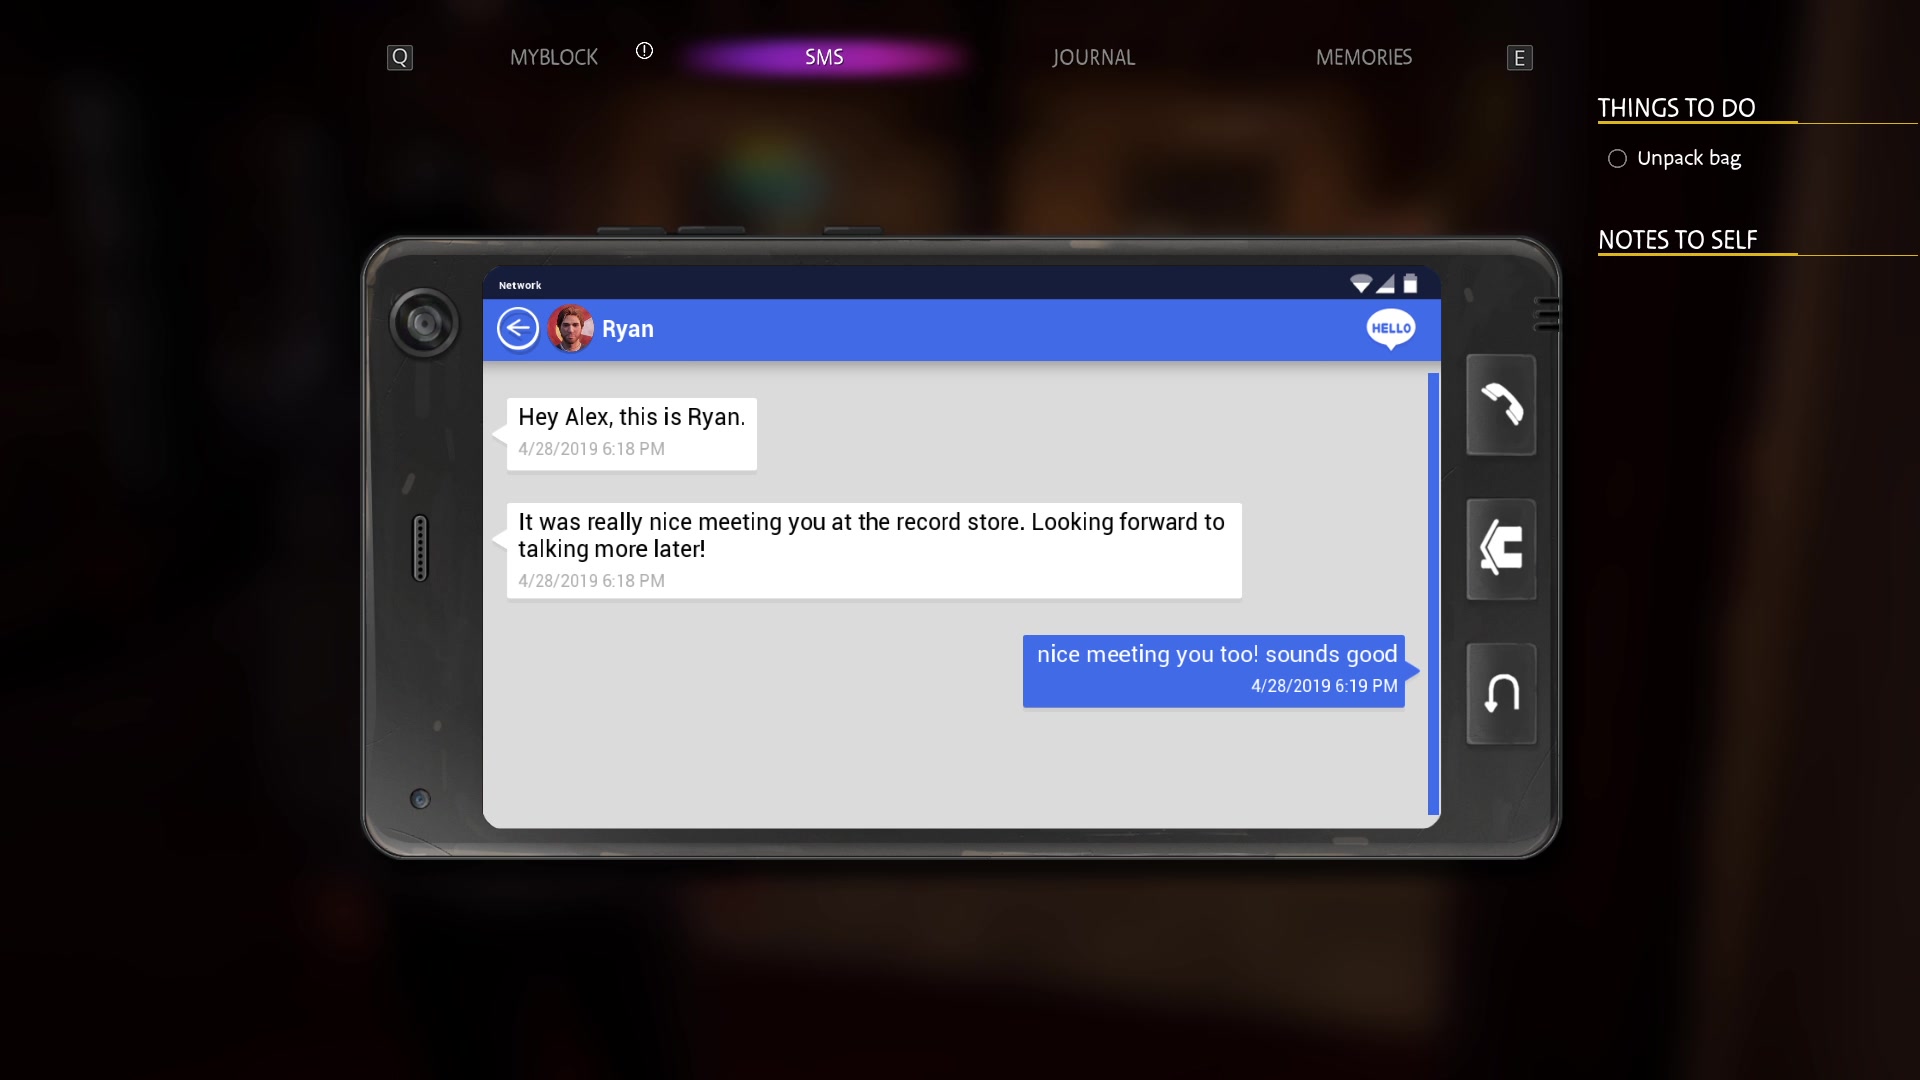 Q
MYBLOCK
SMS
JOURNAL
MEMORIES
E
THINGS TO DO
Unpack bag
NOTES TO SELF
Network
Ryan
HELLO
Hey Alex, this is Ryan.
4/28/2019 6:18 PM
It was really nice meeting you at the record store. Looking forward to
talking more later!
4/28/2019 6:18 PM
nice meeting you too! sounds good
4/28/2019 6:19 PM